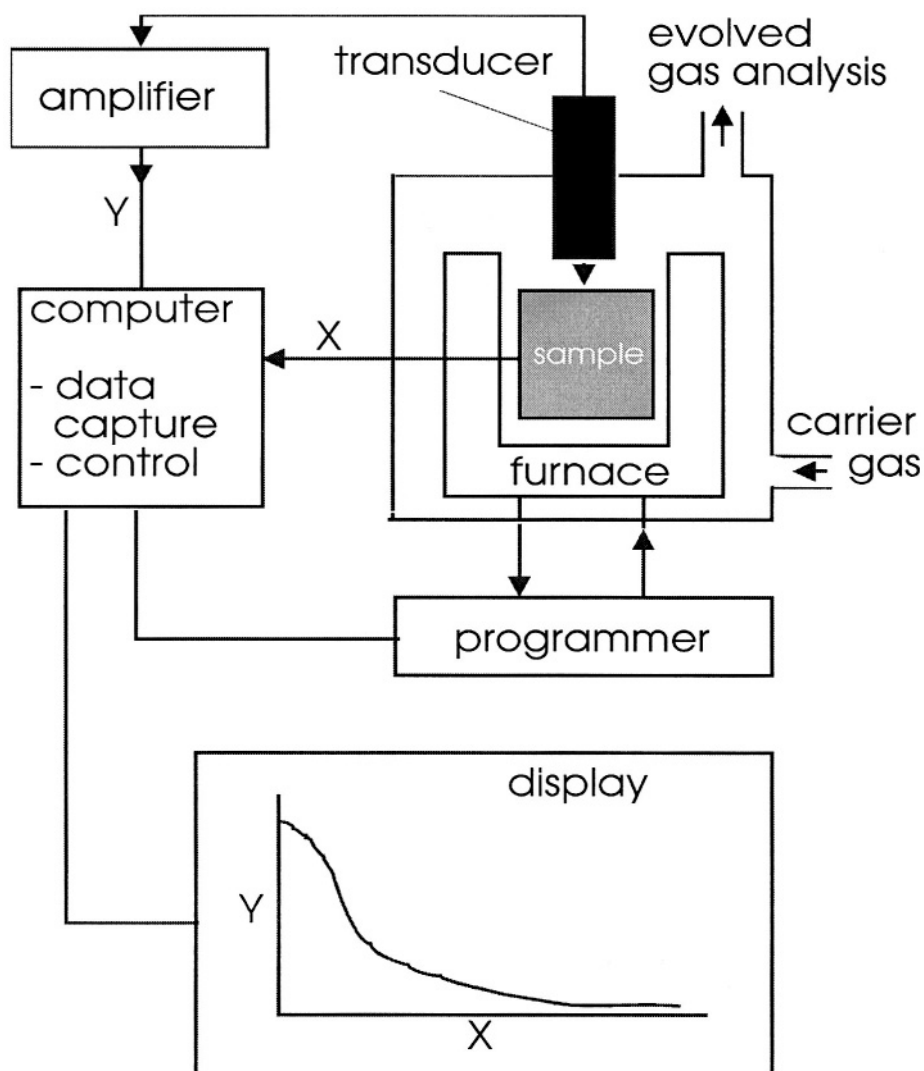 evolved
gas analysis
transducer
amplifier
Y
computer
- data
capture
- control
X
sample
furnace
carrier
gas
programmer
display
Y
X